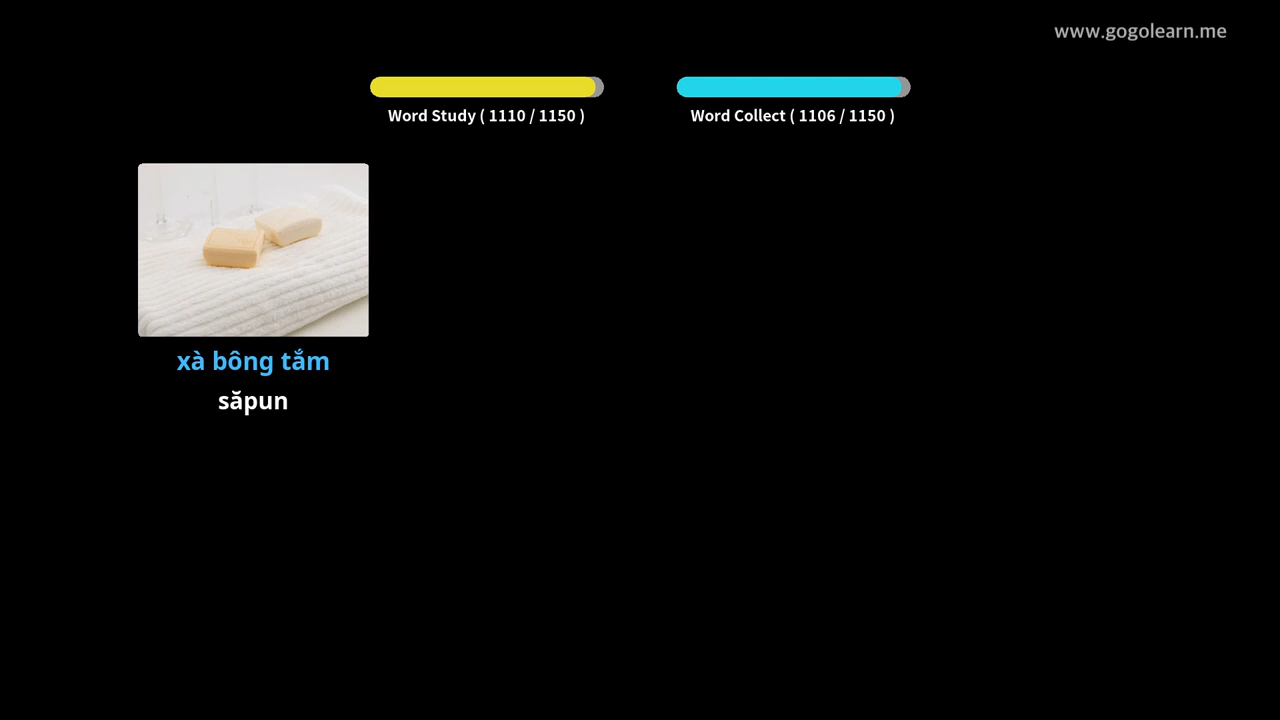 www.gogolearn.me
Word Study ( 1110 / 1150 )
Word Collect ( 1106 / 1150 )
xà bông tắm
săpun